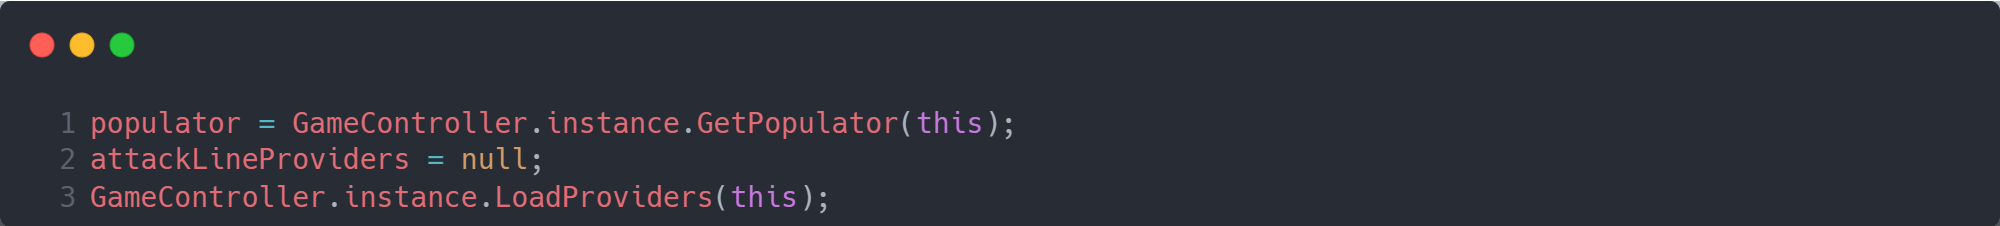 1 populator = GameController.instance.GetPopulator(this);
2 attackLineProviders = null;
3 GameController.instance.LoadProviders(this);